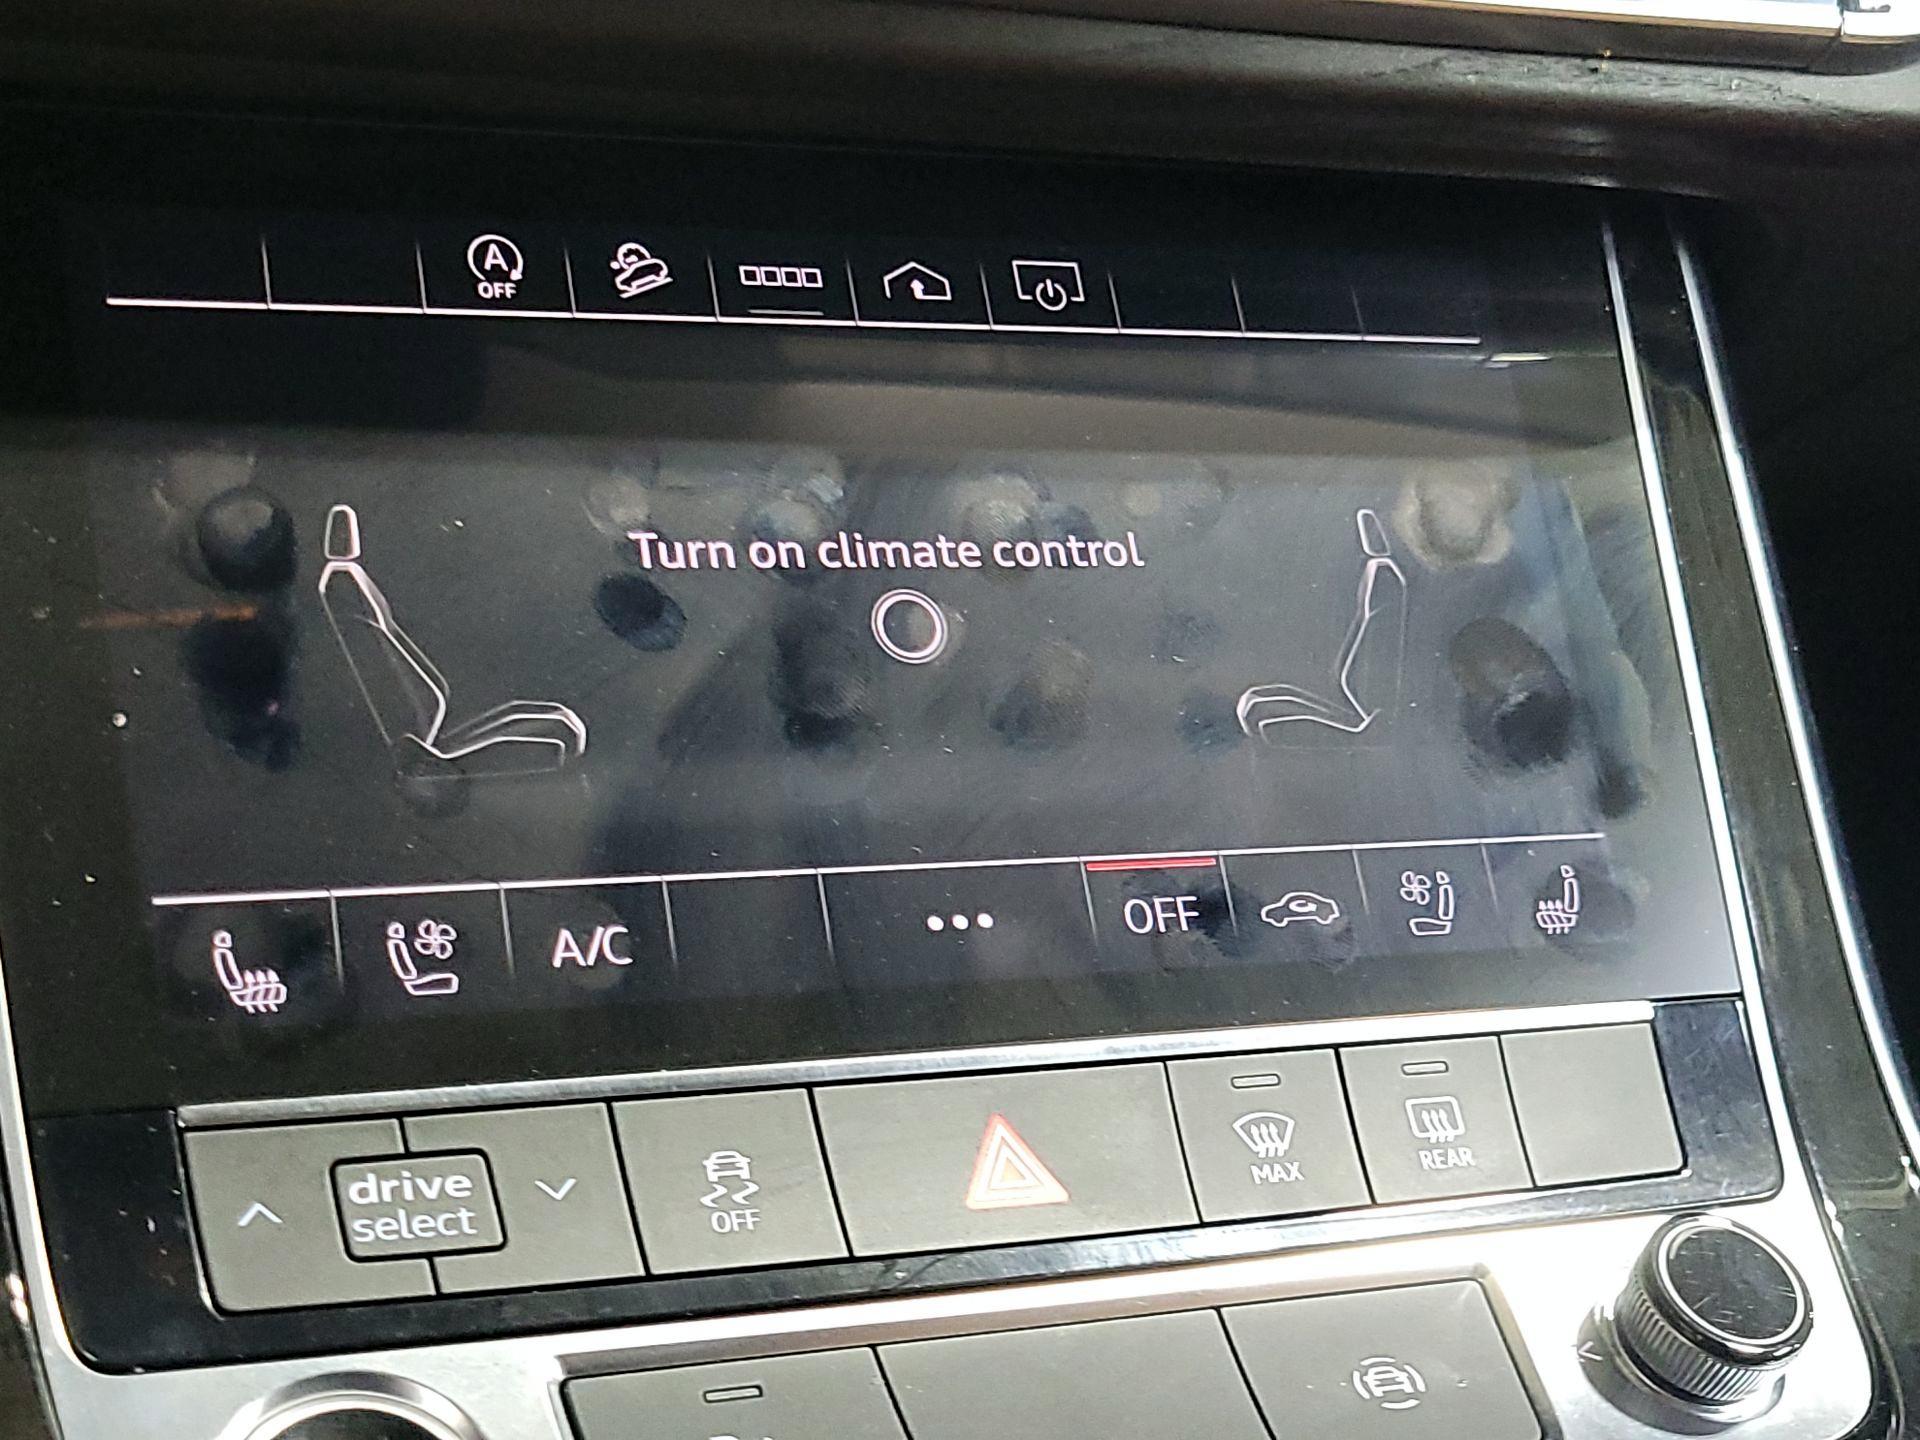 A
OFF
Turn on climate control
A/C
•••
OFF
drive
select
OFF
MAX
REAR